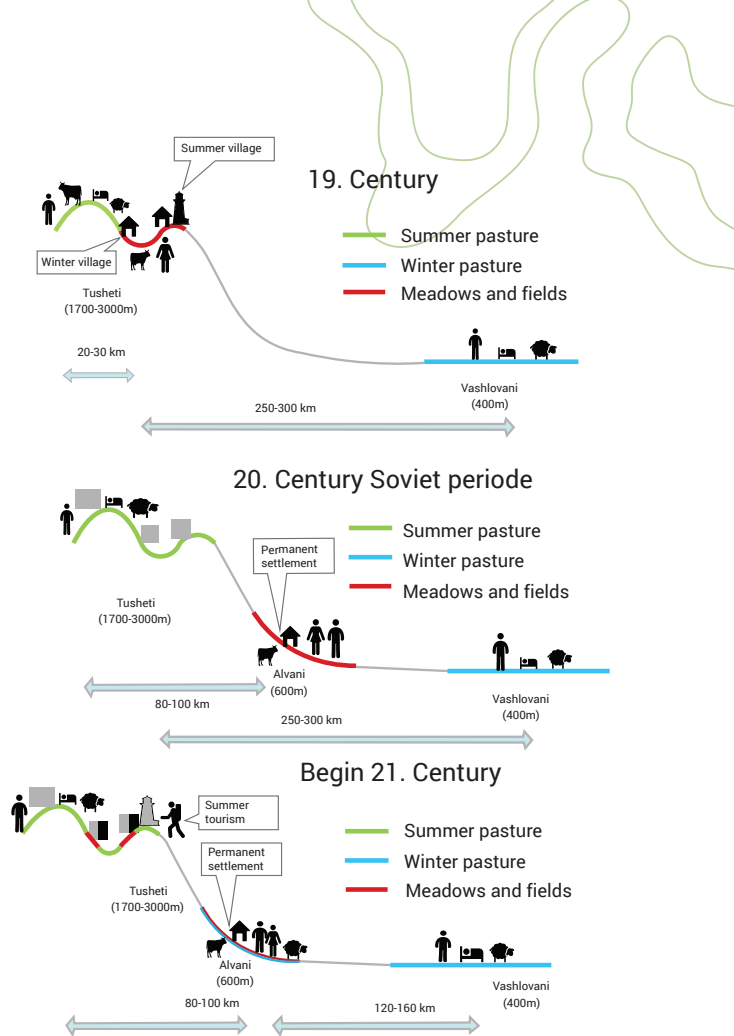 Summer village
19. Century
Summer pasture
Winter pasture
Meadows and fields
Winter village
Tusheti
(1700-3000m)
20-30 km
Vashlovani
(400m)
250-300 km
20. Century Soviet periode
Summer pasture
Winter pasture
Meadows and fields
Permanent
settlement
Tusheti
(1700-3000m)
Alvani
(600m)
80-100 km
Vashlovani
(400m)
250-300 km
Begin 21. Century
Summer
tourism
Summer pasture
Winter pasture
Meadows and fields
Permanent
settlement
Tusheti
(1700-3000m)
Alvani
(600m)
Vashlovani
(400m)
80-100 km
120-160 km